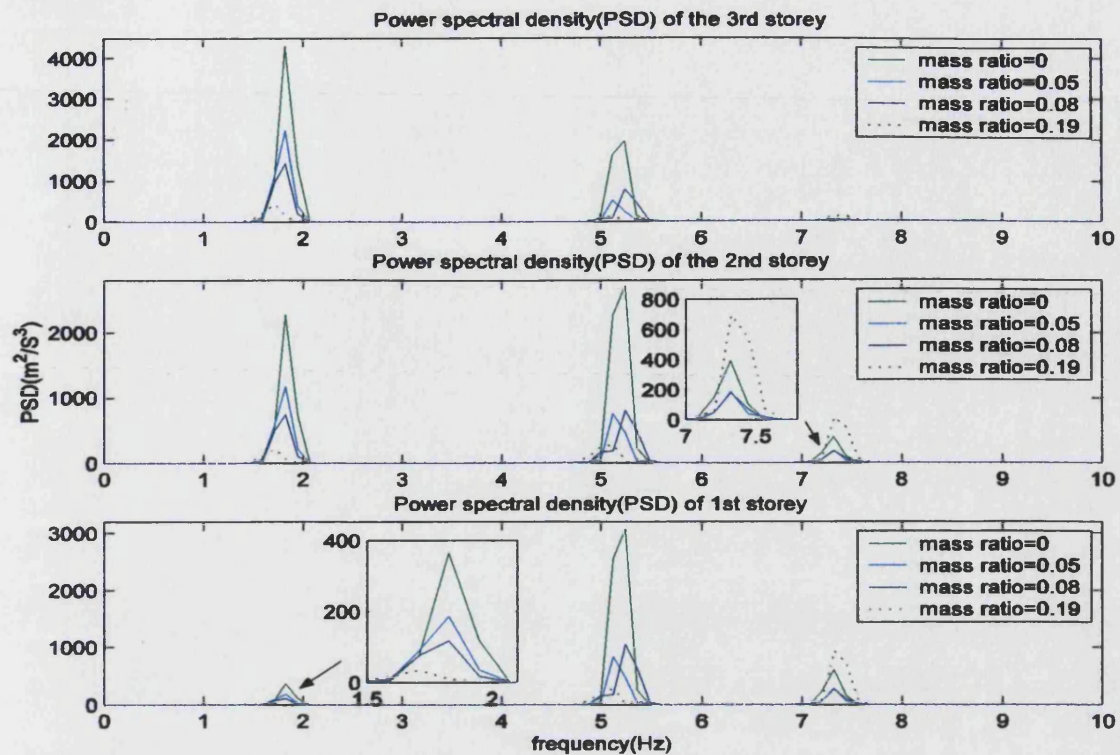 Power spectral density(PSD) of the 3rd storey
4000
3000
2000
1000
0
mass ratio=0
mass ratio=0.05
mass ratio=0.08
mass ratio=0.19
0 1 2 3 4 5 6 7 8 9 10
Power spectral density(PSD) of the 2nd storey
PSD(m²/S³)
2000
1000
0
800
600
400
200
0
7 7.5
mass ratio=0
mass ratio=0.05
mass ratio=0.08
mass ratio=0.19
0 1 2 3 4 5 6 7 8 9 10
Power spectral density(PSD) of 1st storey
3000
2000
1000
0
400
200
0
1.5 2
mass ratio=0
mass ratio=0.05
mass ratio=0.08
mass ratio=0.19
0 1 2 3 4 5 6 7 8 9 10
frequency(Hz)